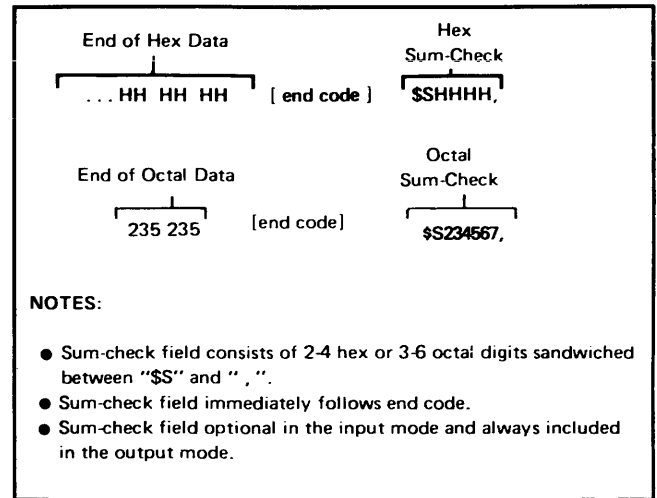 End of Hex Data
Hex
Sum-Check
... HH HH HH [ end code ] $SHHHH,
End of Octal Data
Octal
Sum-Check
235 235 [end code] $S234567,
NOTES:
● Sum-check field consists of 2-4 hex or 3-6 octal digits sandwiched
between "$S" and " , ".
● Sum-check field immediately follows end code.
● Sum-check field optional in the input mode and always included
in the output mode.